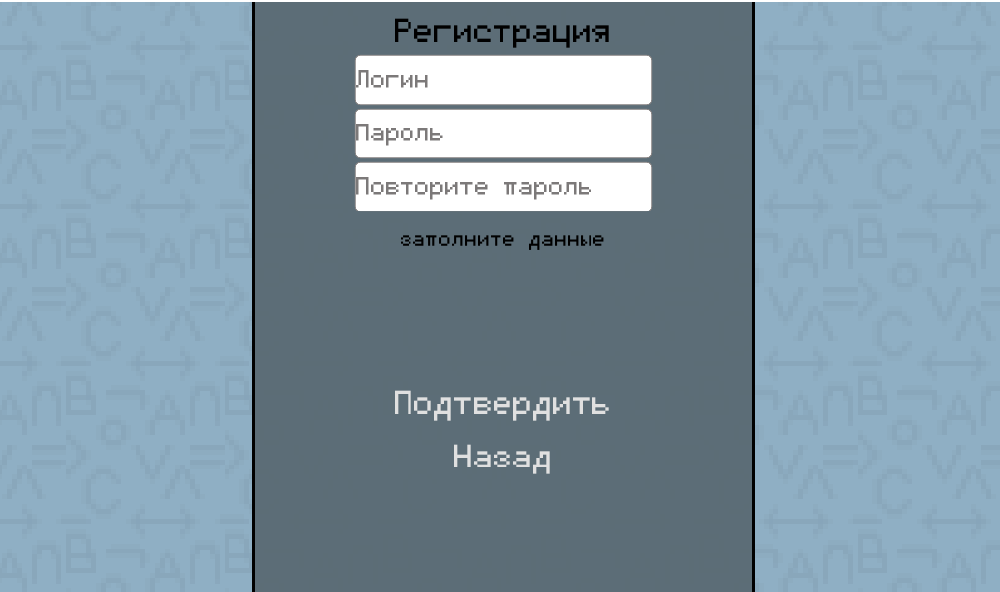 Регистрация
Логин
Пароль
Повторите пароль
заполните данные
Подтвердить
Назад